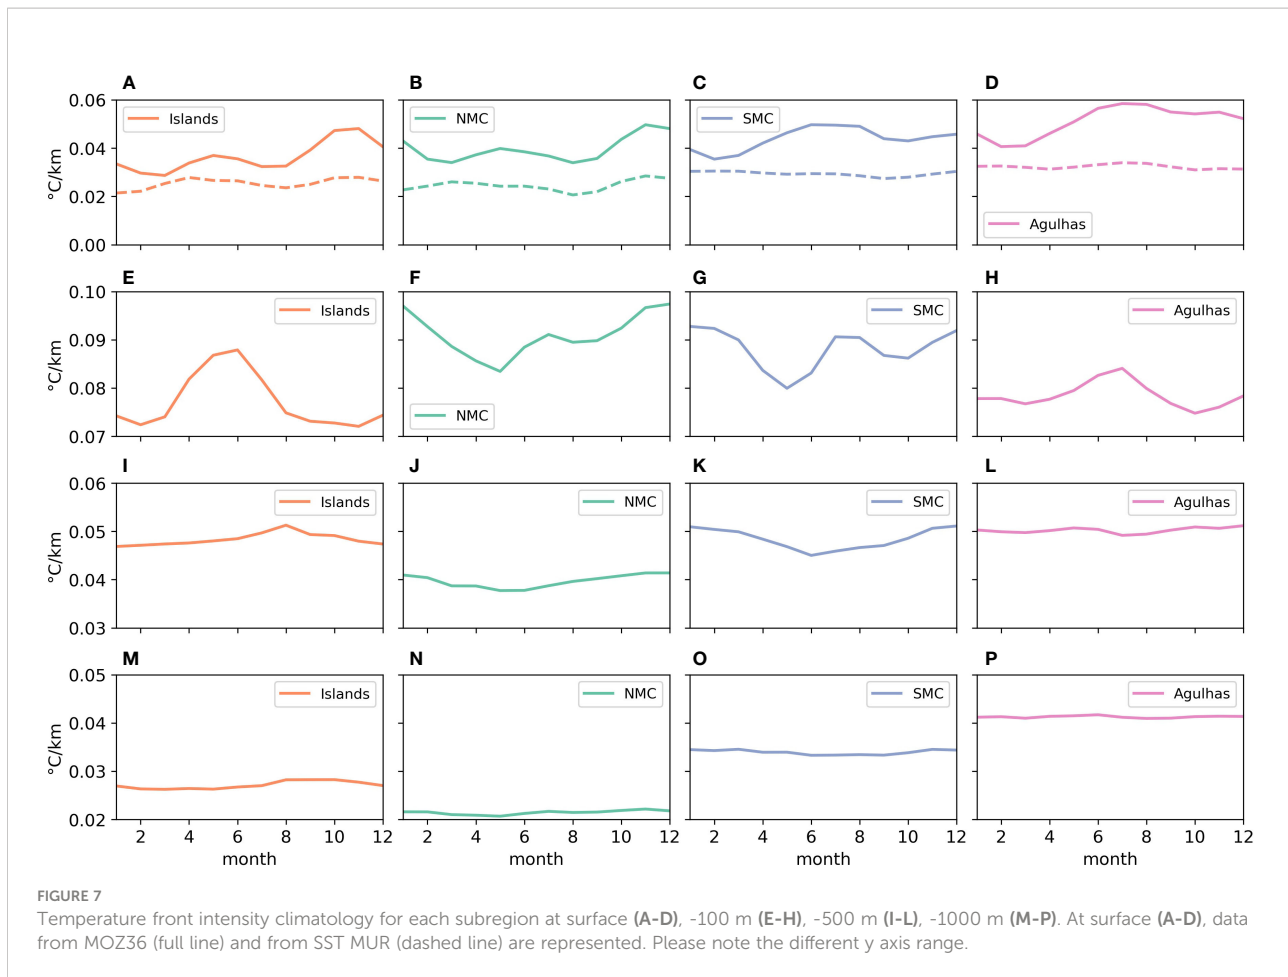 A B C D
0.06 Islands NMC SMC
0.04
°C/km
0.02
Agulhas
0.00
E F G H
0.10 Islands SMC Agulhas
0.09
°C/km
0.08
NMC
0.07
I J K L
0.06 Islands NMC SMC Agulhas
0.05
°C/km
0.04
0.03
M N O P
0.05 Islands NMC SMC Agulhas
0.04
°C/km
0.03
0.02
2 4 6 8 10 12 2 4 6 8 10 12 2 4 6 8 10 12 2 4 6 8 10 12
month month month month
FIGURE 7
Temperature front intensity climatology for each subregion at surface (A-D), -100 m (E-H), -500 m (I-L), -1000 m (M-P). At surface (A-D), data
from MOZ36 (full line) and from SST MUR (dashed line) are represented. Please note the different y axis range.